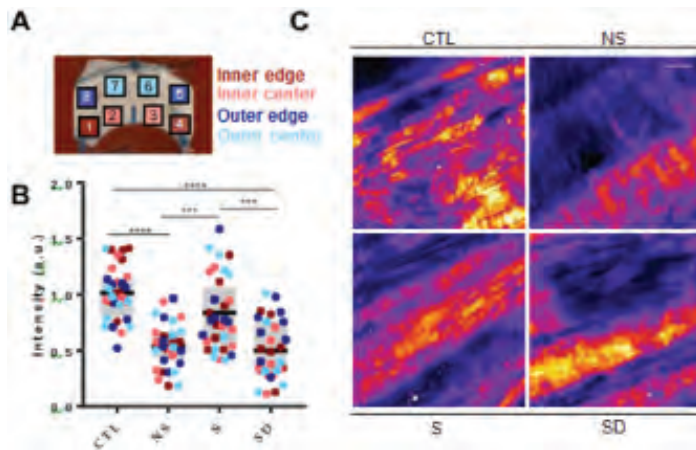 A
7
6
8
5
2
3
1
4
Inner edge
Inner center
Outer edge
Outer center
B
Intensity (a.u.)
2.0
1.5
1.0
0.5
0.0
****
****
***
***
CTL
NS
S
SD
C
CTL
NS
S
SD